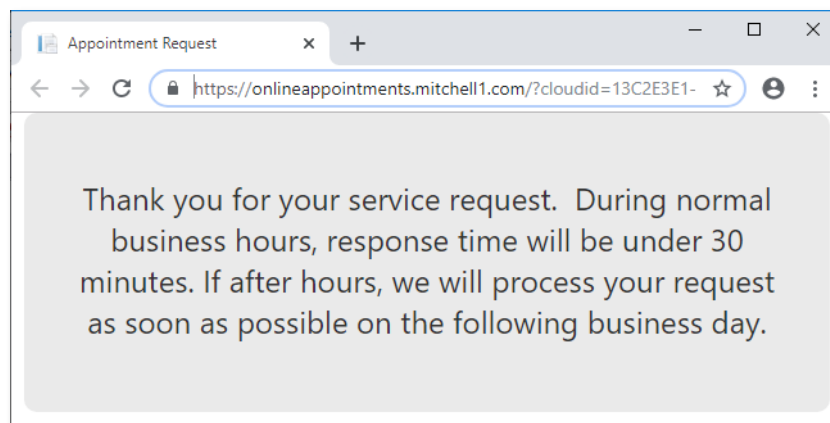 Appointment Request
https://onlineappointments.mitchell1.com/?cloudid=13C2E3E1-
Thank you for your service request.  During normal
business hours, response time will be under 30
minutes. If after hours, we will process your request
as soon as possible on the following business day.